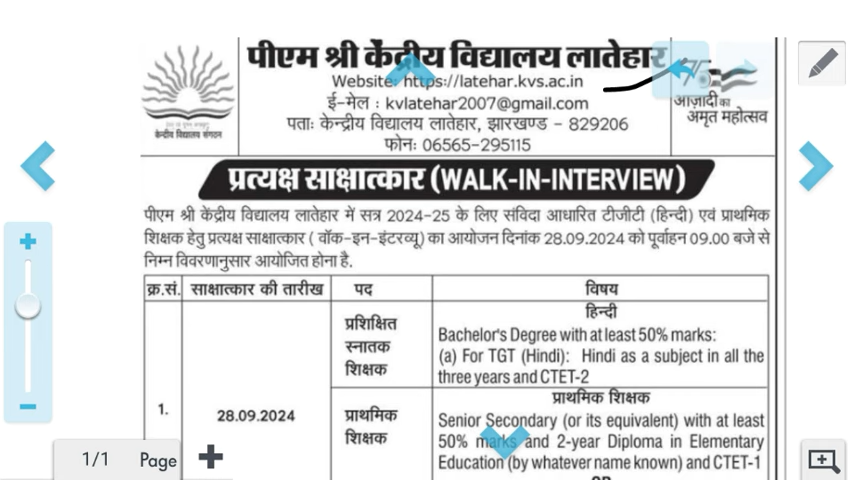 पीएम श्री केंद्रीय विद्यालय लातेहार
Website: https://latehar.kvs.ac.in
ई-मेल : kvlatehar2007@gmail.com
पताः केन्द्रीय विद्यालय लातेहार, झारखण्ड - 829206
फोनः 06565-295115
केन्द्रीय विद्यालय संगठन
75
आज़ादी का
अमृत महोत्सव
प्रत्यक्ष साक्षात्कार (WALK-IN-INTERVIEW)
पीएम श्री केंद्रीय विद्यालय लातेहार में सत्र 2024-25 के लिए संविदा आधारित टीजीटी (हिन्दी) एवं प्राथमिक
शिक्षक हेतु प्रत्यक्ष साक्षात्कार ( वॉक-इन-इंटरव्यू) का आयोजन दिनांक 28.09.2024 को पूर्वाहन 09.00 बजे से
निम्न विवरणानुसार आयोजित होना है.
क्र.सं. साक्षात्कार की तारीख पद विषय
1. 28.09.2024
प्रशिक्षित
स्नातक
शिक्षक
हिन्दी
Bachelor's Degree with at least 50% marks:
(a) For TGT (Hindi): Hindi as a subject in all the
three years and CTET-2
प्राथमिक
शिक्षक
प्राथमिक शिक्षक
Senior Secondary (or its equivalent) with at least
50% marks and 2-year Diploma in Elementary
Education (by whatever name known) and CTET-1
1/1 Page